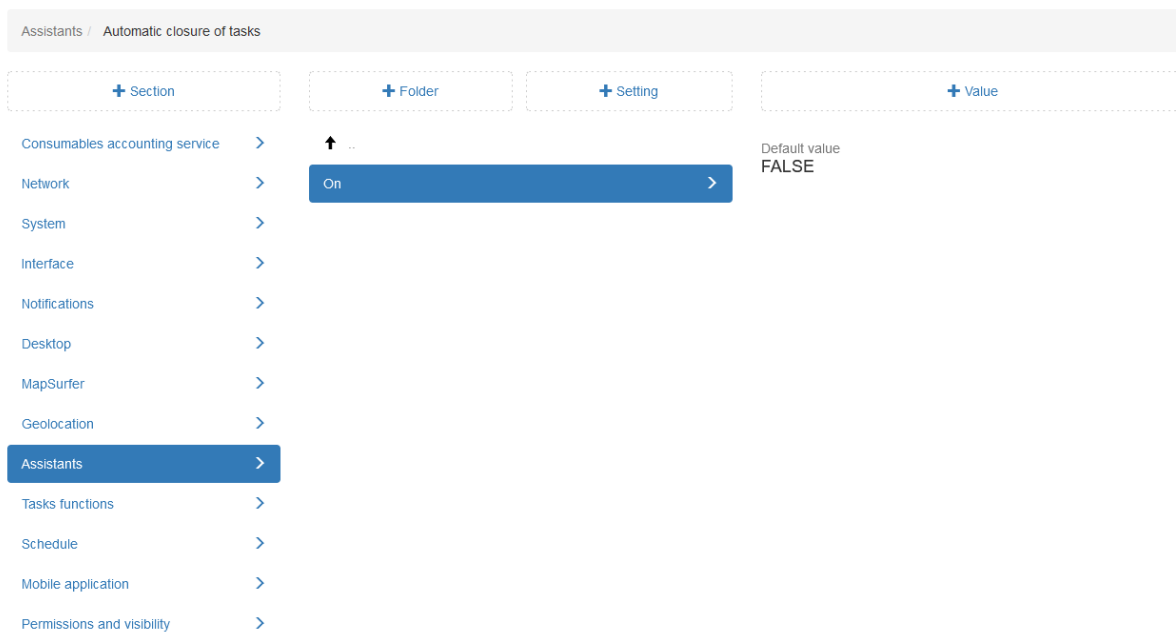 Assistants / Automatic closure of tasks
+ Section
+ Folder
+ Setting
+ Value
Consumables accounting service
Network
System
Interface
Notifications
Desktop
MapSurfer
Geolocation
Assistants
Tasks functions
Schedule
Mobile application
Permissions and visibility
..
On
Default value
FALSE